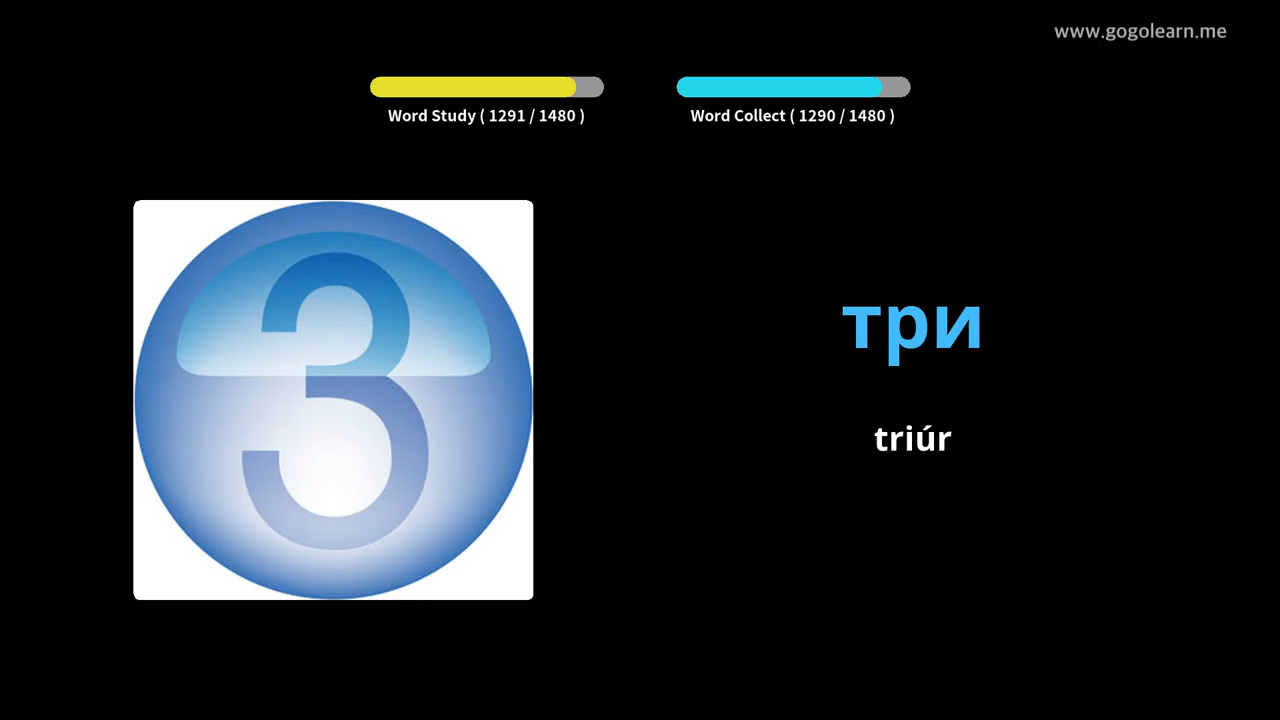 www.gogolearn.me
Word Study ( 1291 / 1480 )
Word Collect ( 1290 / 1480 )
3
три
triúr